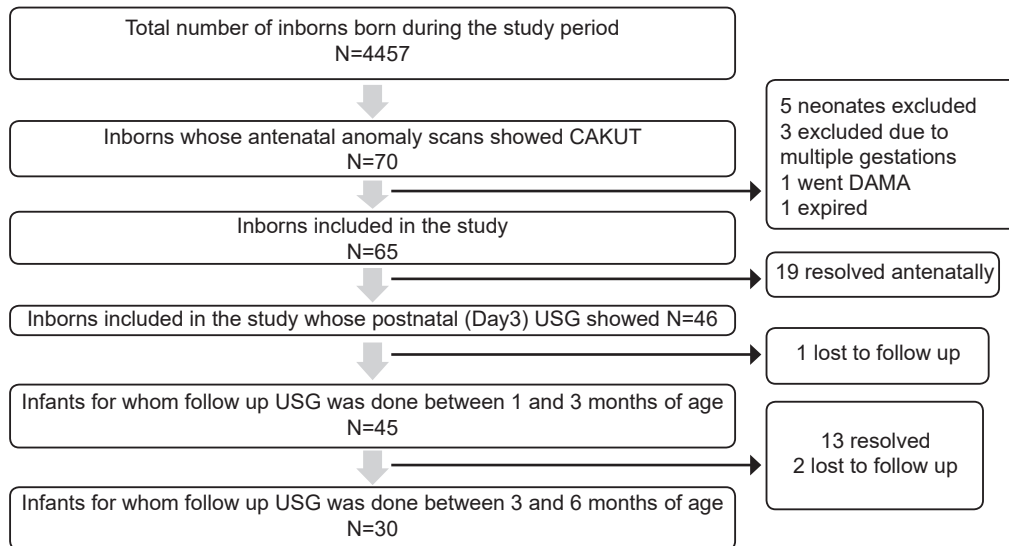 Total number of inborns born during the study period
N=4457
Inborns whose antenatal anomaly scans showed CAKUT
N=70
5 neonates excluded
3 excluded due to
multiple gestations
1 went DAMA
1 expired
Inborns included in the study
N=65
19 resolved antenatally
Inborns included in the study whose postnatal (Day3) USG showed N=46
1 lost to follow up
Infants for whom follow up USG was done between 1 and 3 months of age
N=45
13 resolved
2 lost to follow up
Infants for whom follow up USG was done between 3 and 6 months of age
N=30